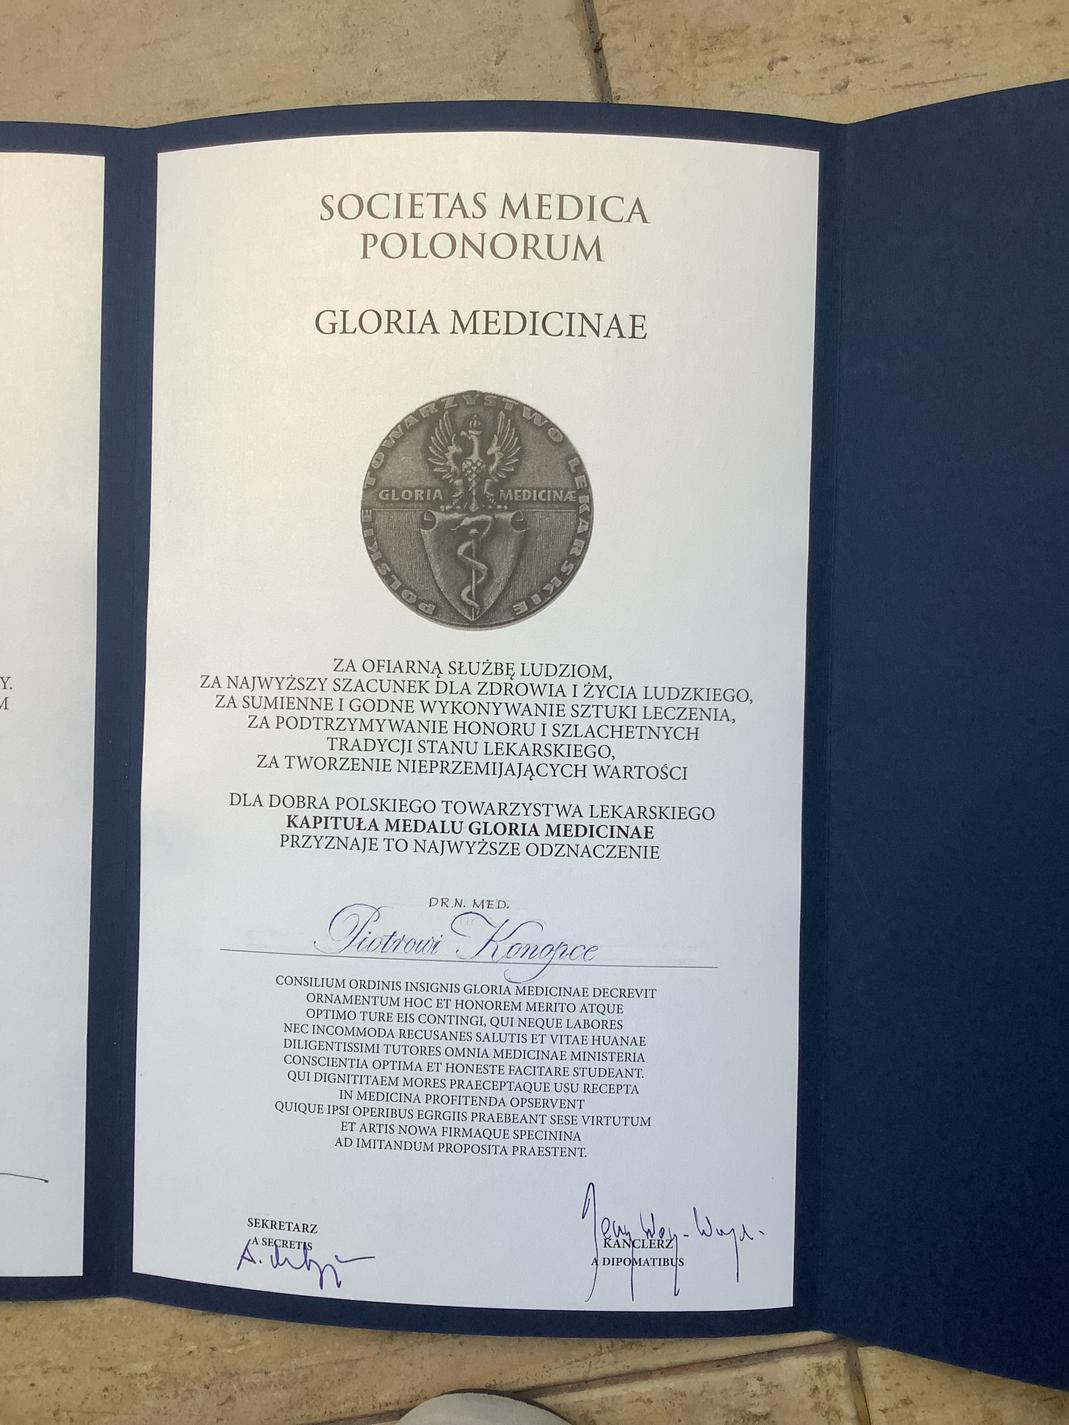 SOCIETAS MEDICA
POLONORUM
GLORIA MEDICINAE
POLSKIE TOWARZYSTWO LEKARSKIE
GLORIA MEDICINÆ
ZA OFIARNĄ SŁUŻBĘ LUDZIOM,
ZA NAJWYŻSZY SZACUNEK DLA ZDROWIA I ŻYCIA LUDZKIEGO,
ZA SUMIENNE I GODNE WYKONYWANIE SZTUKI LECZENIA,
ZA PODTRZYMYWANIE HONORU I SZLACHETNYCH
TRADYCJI STANU LEKARSKIEGO,
ZA TWORZENIE NIEPRZEMIJAJĄCYCH WARTOŚCI
DLA DOBRA POLSKIEGO TOWARZYSTWA LEKARSKIEGO
KAPITUŁA MEDALU GLORIA MEDICINAE
PRZYZNAJE TO NAJWYŻSZE ODZNACZENIE
DR.N. MED.
Piotrowi Konopce
CONSILIUM ORDINIS INSIGNIS GLORIA MEDICINAE DECREVIT
ORNAMENTUM HOC ET HONOREM MERITO ATQUE
OPTIMO TURE EIS CONTINGI, QUI NEQUE LABORES
NEC INCOMMODA RECUSANES SALUTIS ET VITAE HUANAE
DILIGENTISSIMI TUTORES OMNIA MEDICINAE MINISTERIA
CONSCIENTIA OPTIMA ET HONESTE FACITARE STUDEANT.
QUI DIGNITITAEM MORES PRAECEPTAQUE USU RECEPTA
IN MEDICINA PROFITENDA OPSERVENT
QUIQUE IPSI OPERIBUS EGRGIIS PRAEBEANT SESE VIRTUTUM
ET ARTIS NOVA FIRMAQUE SPECININA
AD IMITANDUM PROPOSITA PRAESTENT.
SEKRETARZ
A SECRETIS
KANCLERZ
A DIPOMATIBUS
Y.
M